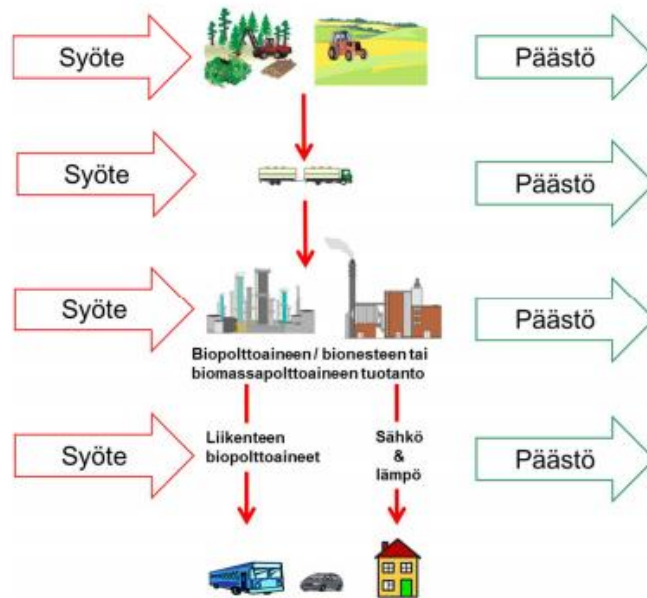 Syöte
Päästö
Syöte
Päästö
Syöte
Päästö
Biopolttoaineen / bionesteen tai
biomassapolttoaineen tuotanto
Syöte
Liikenteen
biopolttoaineet
Sähkö
&
lämpö
Päästö